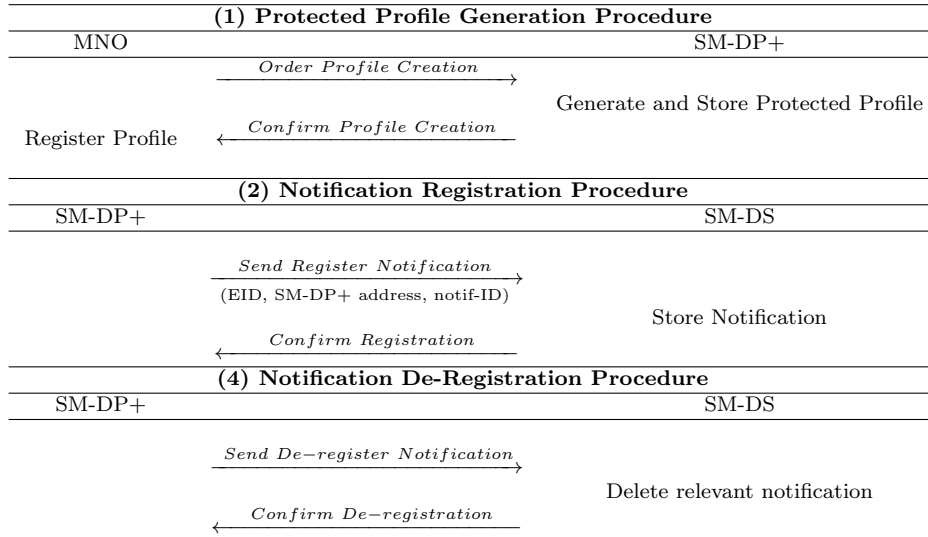 (1) Protected Profile Generation Procedure
MNO SM-DP+
Order Profile Creation
Generate and Store Protected Profile
Confirm Profile Creation
Register Profile
(2) Notification Registration Procedure
SM-DP+ SM-DS
Send Register Notification
(EID, SM-DP+ address, notif-ID)
Store Notification
Confirm Registration
(4) Notification De-Registration Procedure
SM-DP+ SM-DS
Send De−register Notification
Delete relevant notification
Confirm De−registration